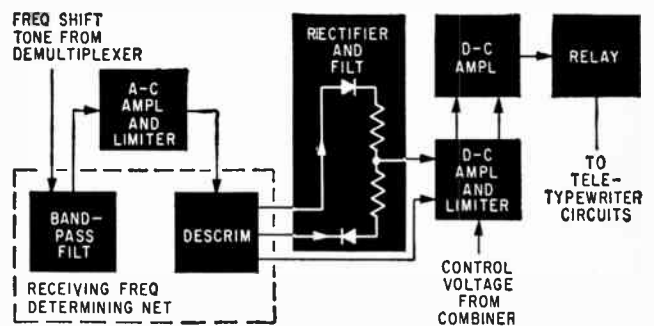 FREQ SHIFT
TONE FROM
DEMULTIPLEXER
A-C
AMPL
AND
LIMITER
BAND-
PASS
FILT
DESCRIM
RECEIVING FREQ
DETERMINING NET
RIECTIFIER
AND
FILT
D-C
AMPL
RELAY
D-C
AMPL
AND
LIMITER
TO
TELE-
TYPEWRITER
CIRCUITS
CONTROL
VOLTAGE
FROM
COMBINER